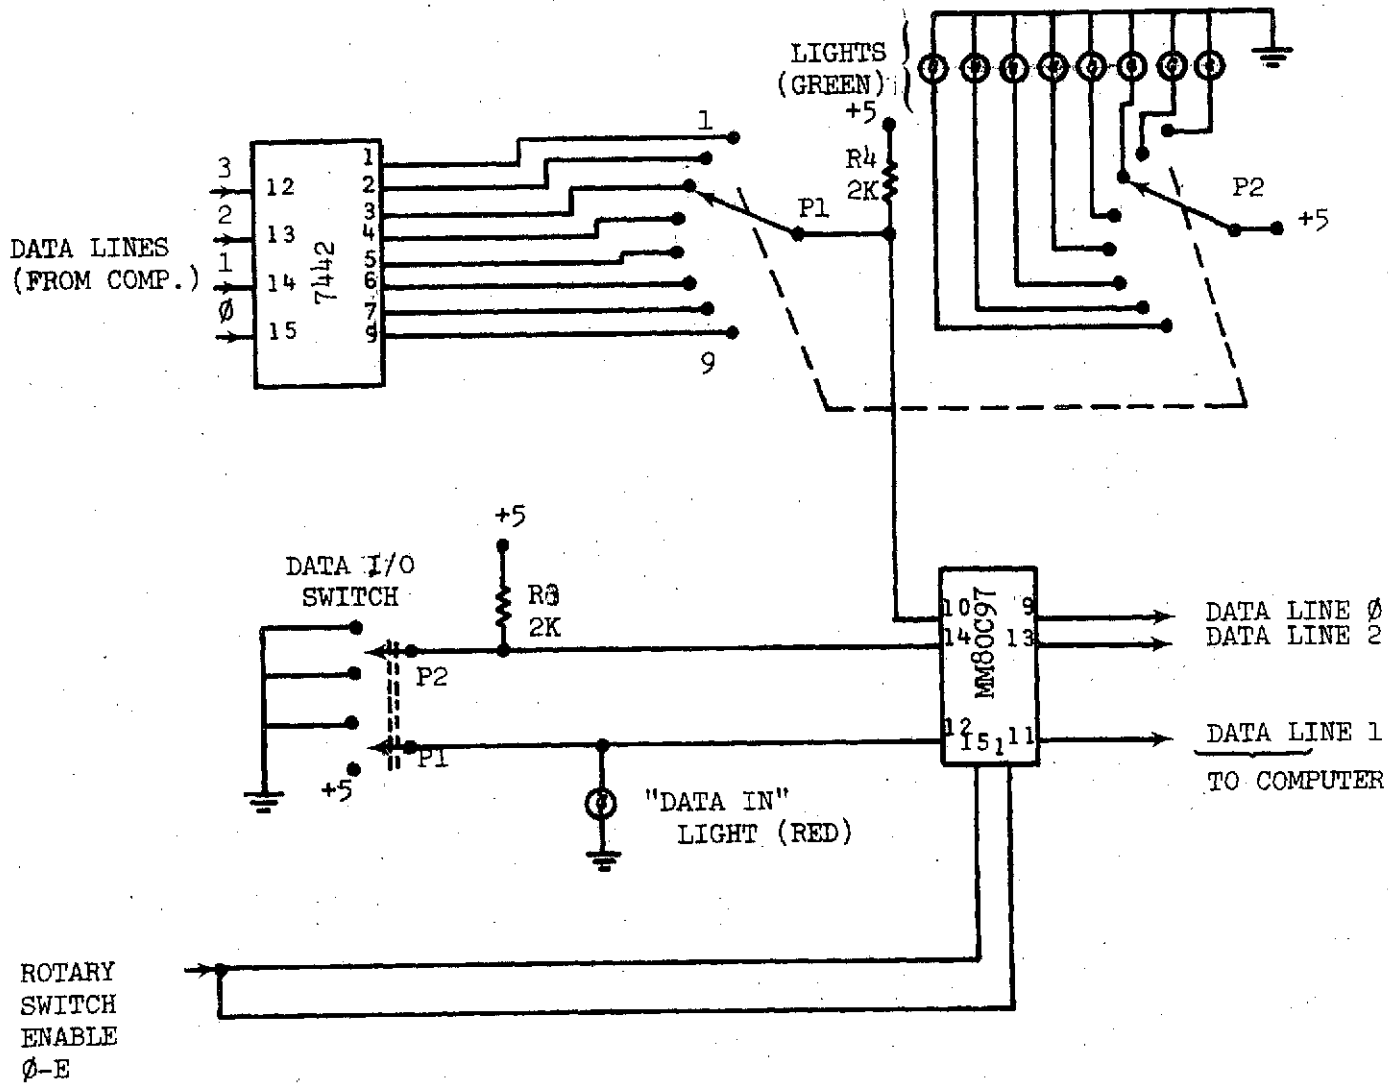 LIGHTS
(GREEN)
+5
R4
2K
P1
P2
+5
1
9
DATA LINES
(FROM COMP.)
3
2
1
Ø
12
13
14
15
7442
1
2
3
4
5
6
7
9
+5
DATA I/O
SWITCH
R3
2K
P2
P1
+5
"DATA IN"
LIGHT (RED)
MM80C97
10
14
12
15
1
9
13
11
DATA LINE Ø
DATA LINE 2
DATA LINE 1
TO COMPUTER
ROTARY
SWITCH
ENABLE
Ø-E